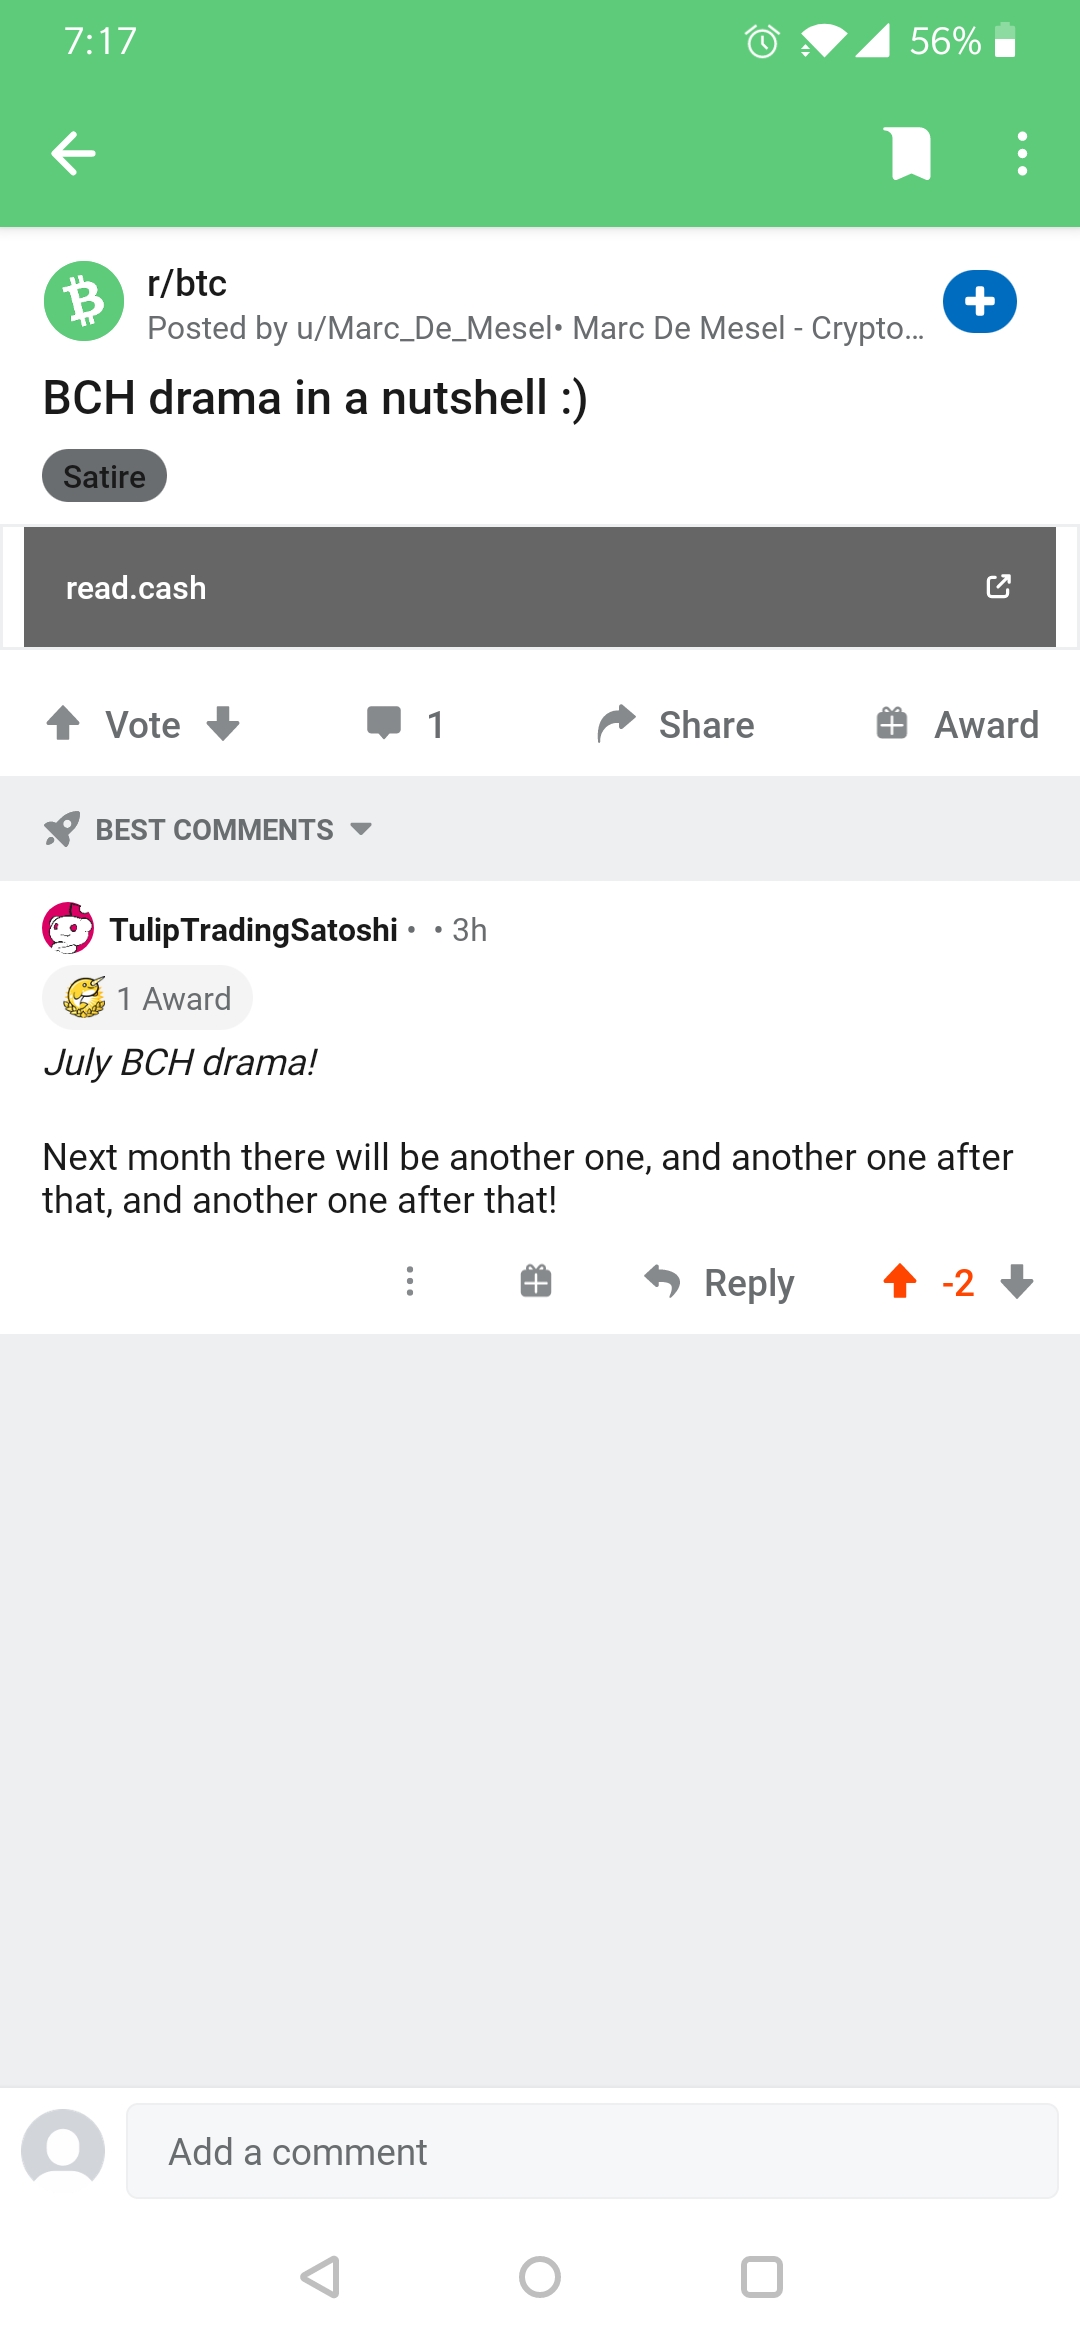 7:17
56%
r/btc
Posted by u/Marc_De_Mesel• Marc De Mesel - Crypto...
BCH drama in a nutshell :)
Satire
read.cash
Vote
1
Share
Award
BEST COMMENTS
TulipTradingSatoshi • • 3h
1 Award
July BCH drama!
Next month there will be another one, and another one after
that, and another one after that!
Reply
-2
Add a comment